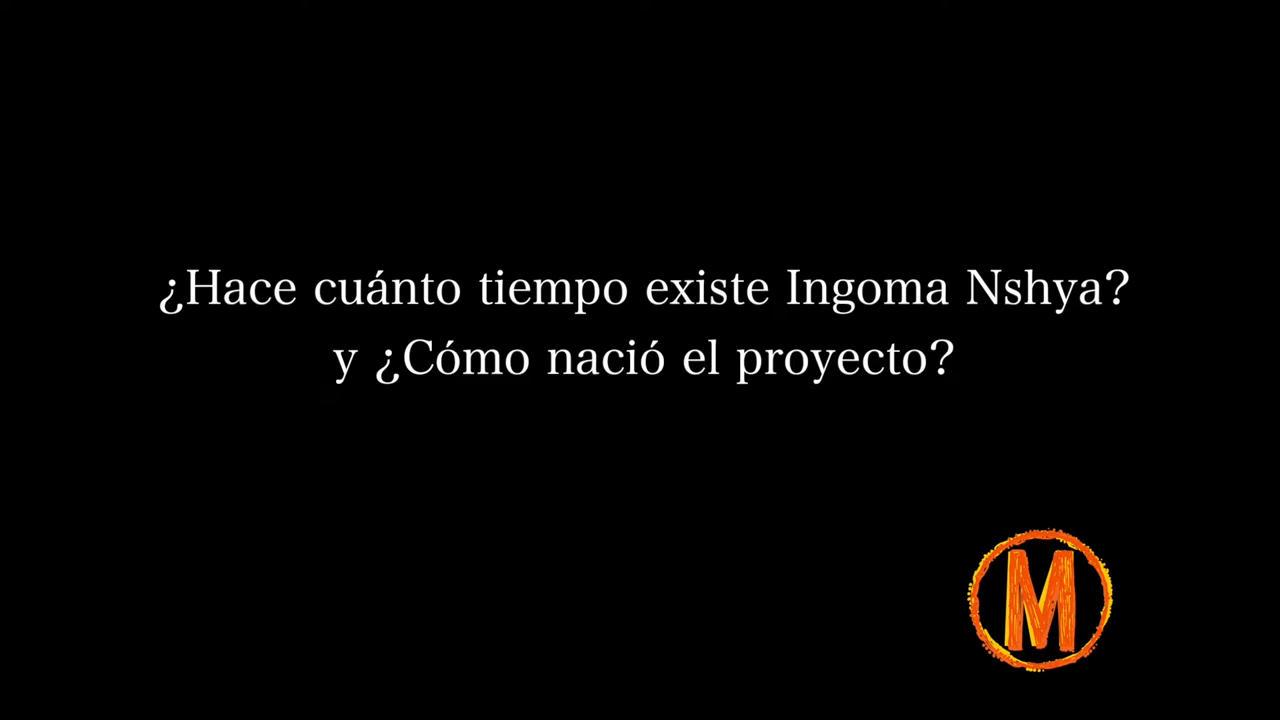 ¿Hace cuánto tiempo existe Ingoma Nshya?
y ¿Cómo nació el proyecto?
M